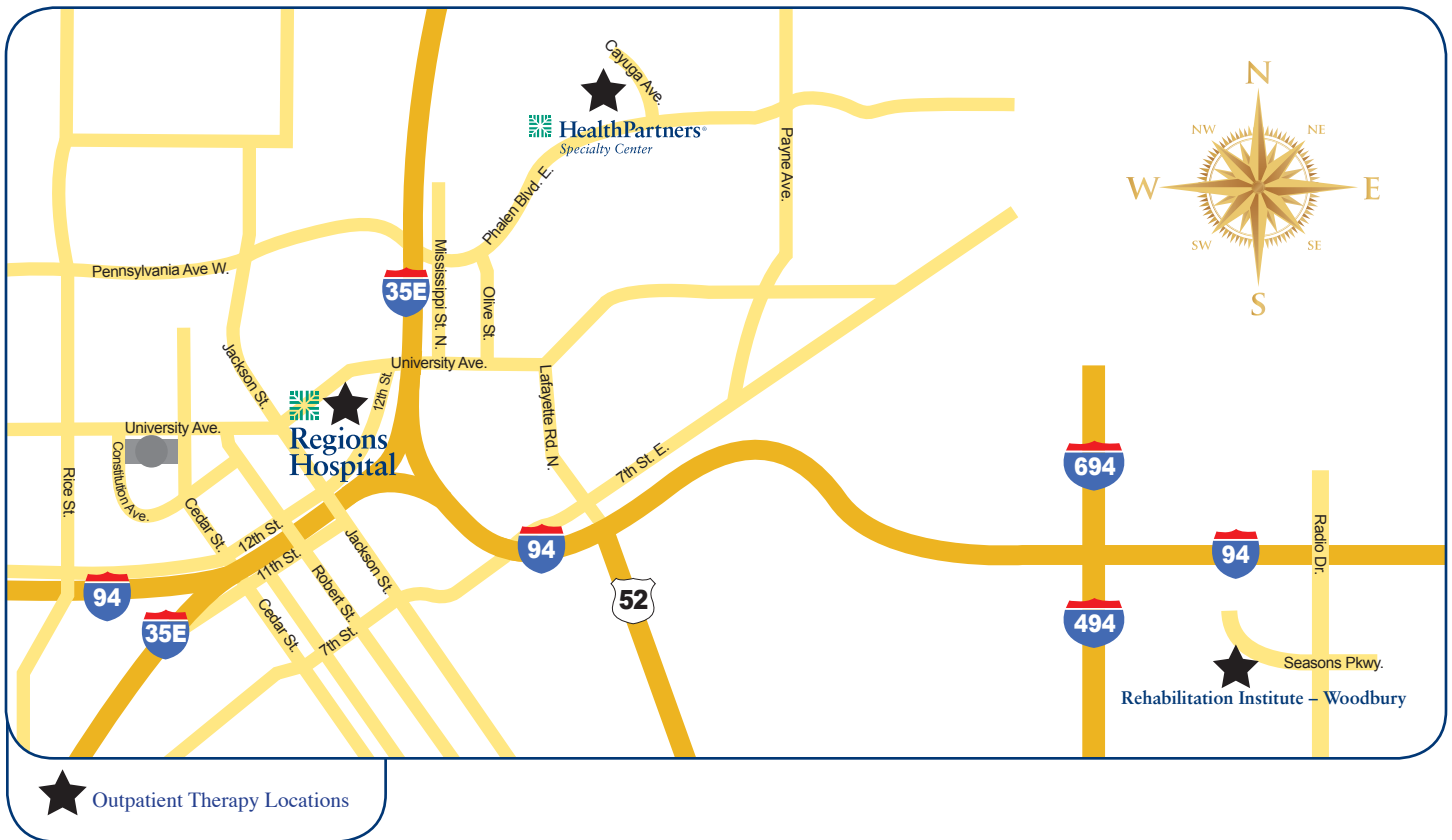 Cayuga Ave.
HealthPartners®
Specialty Center
Phalen Blvd. E.
Payne Ave.
N
NW
NE
W
E
SW
SE
S
Pennsylvania Ave W.
35E
Mississippi St. N.
Olive St.
Jackson St.
University Ave.
12th St.
Lafayette Rd. N.
University Ave.
Regions
Hospital
Constitution Ave.
Rice St.
Cedar St.
12th St.
11th St.
Jackson St.
7th St. E.
694
94
Radio Dr.
94
94
35E
Cedar St.
Robert St.
7th St.
52
494
Seasons Pkwy.
Rehabilitation Institute – Woodbury
Outpatient Therapy Locations